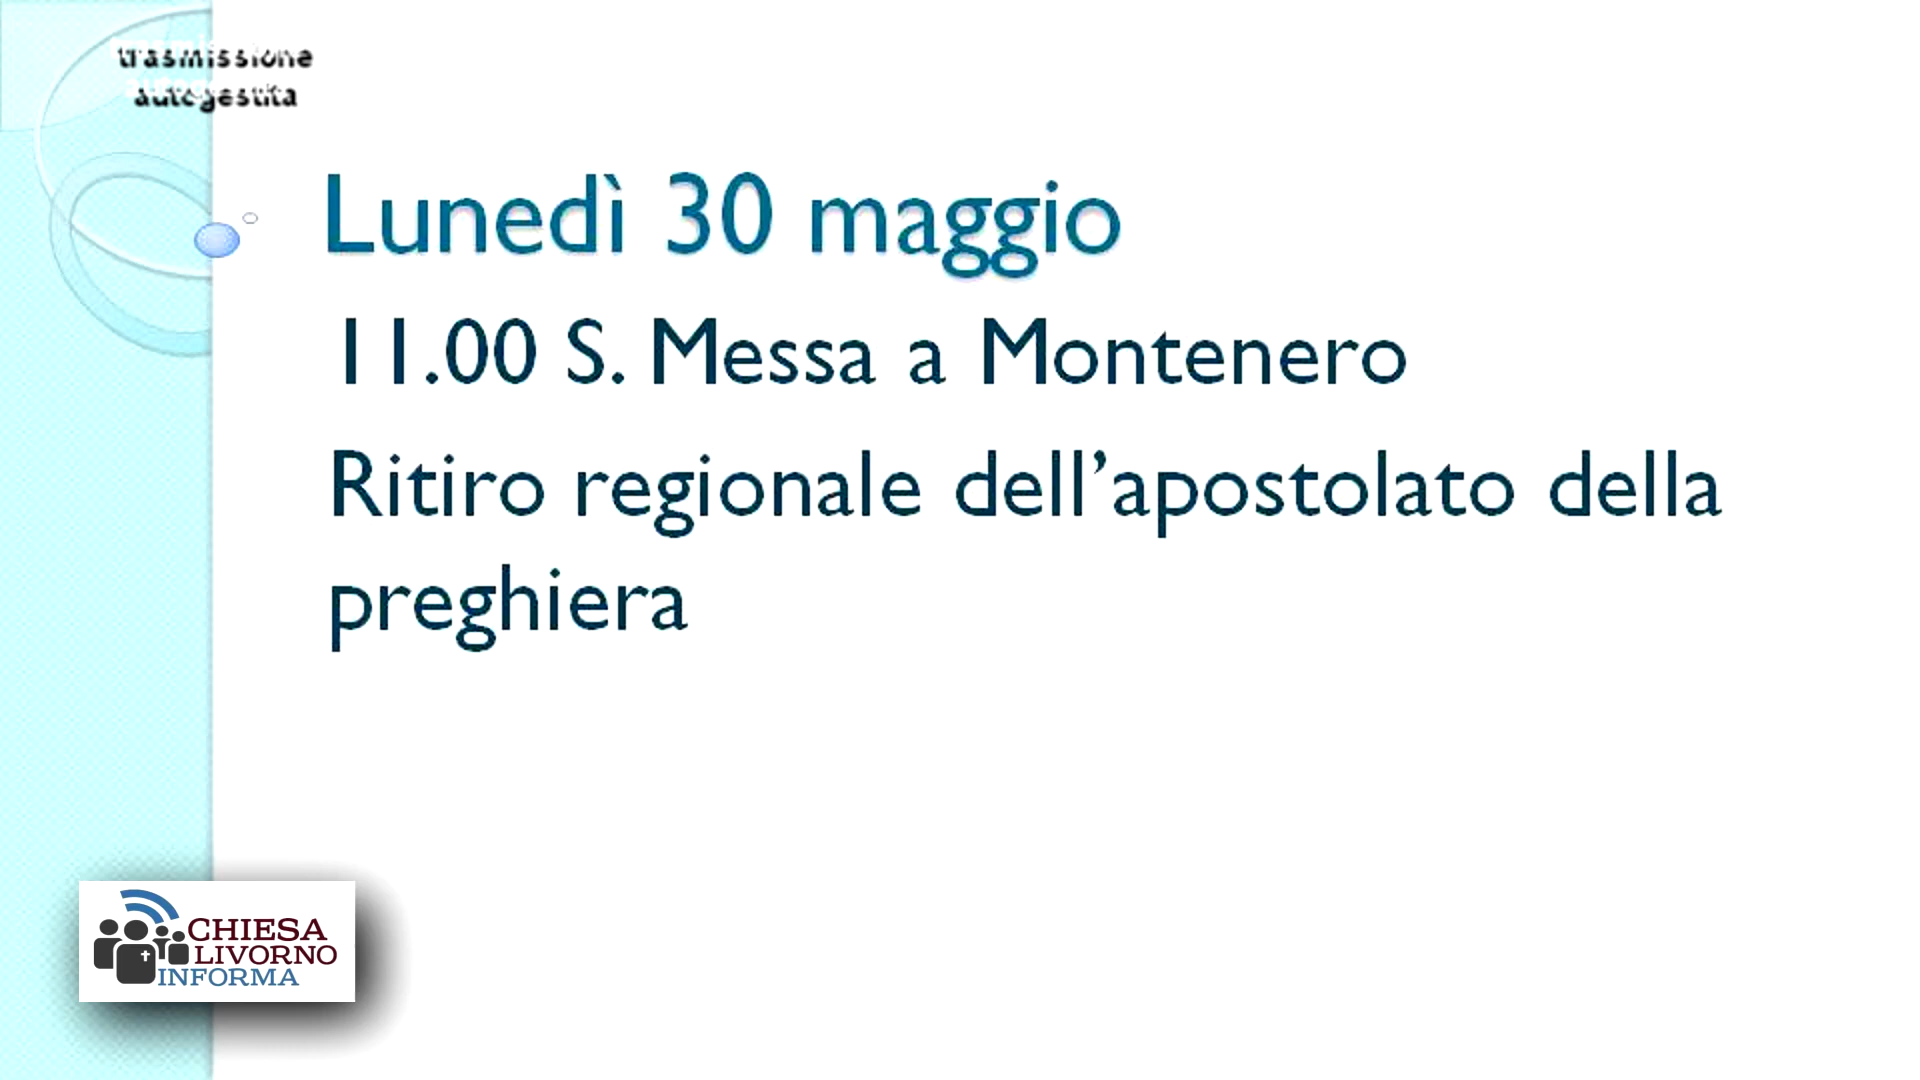 trasmissione
autogestita
Lunedì 30 maggio
11.00 S. Messa a Montenero
Ritiro regionale dell’apostolato della
preghiera
CHIESA
LIVORNO
INFORMA